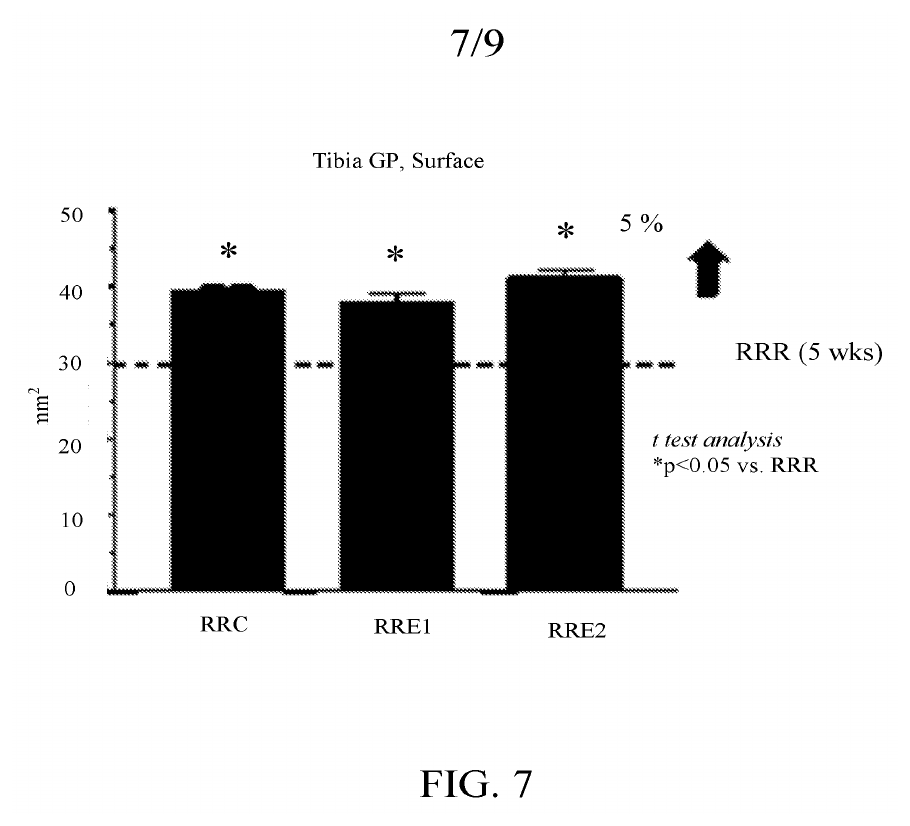 7/9
Tibia GP, Surface
50
40
30
20
10
0
nm²
*
*
*
5 %
RRR (5 wks)
t test analysis
*p<0.05 vs. RRR
RRC
RRE1
RRE2
FIG. 7